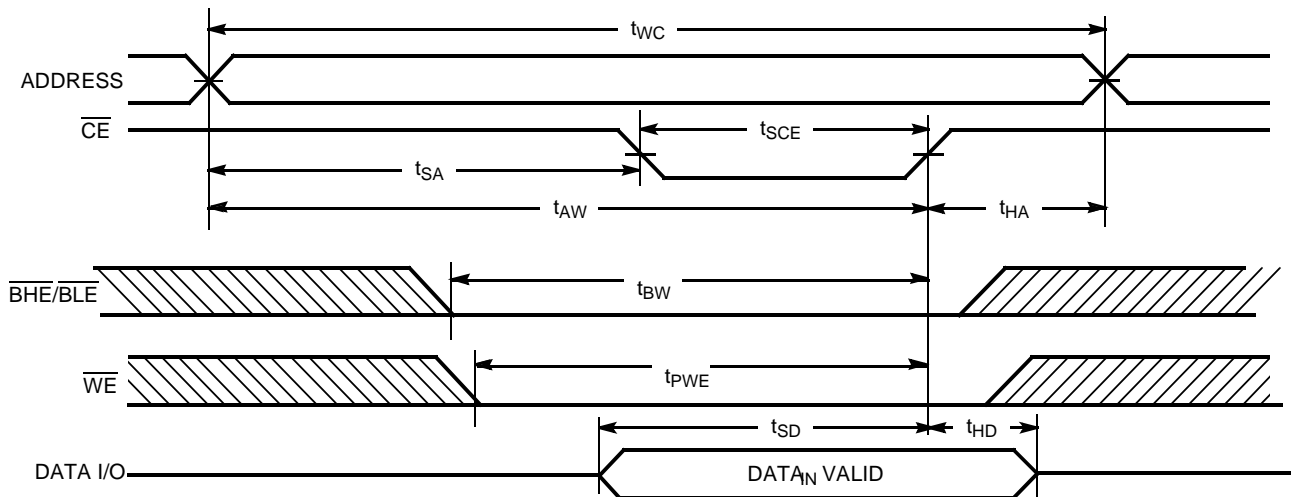 tWC
ADDRESS
CE
tSCE
tSA
tAW
tHA
BHE/BLE
tBW
WE
tPWE
tSD
tHD
DATA I/O
DATAIN VALID